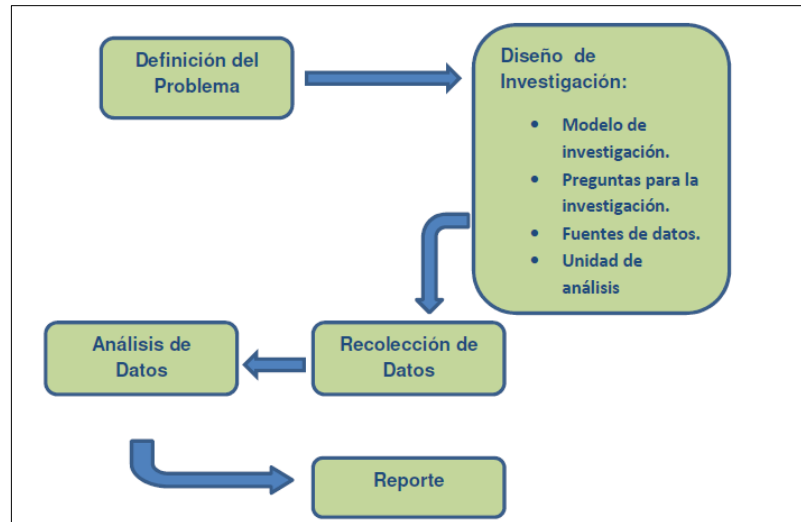 Definición del
Problema
Diseño de
Investigación:
• Modelo de
investigación.
• Preguntas para la
investigación.
• Fuentes de datos.
• Unidad de
análisis
Recolección de
Datos
Análisis de
Datos
Reporte